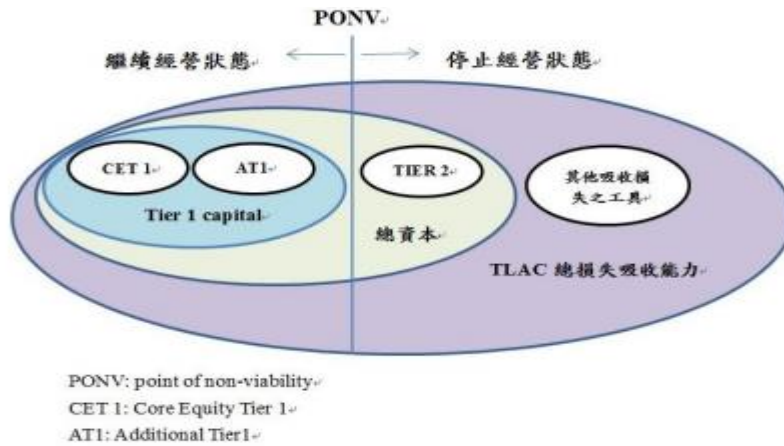 PONV
繼續經營狀態
停止經營狀態
CET 1
AT1
TIER 2
其他吸收損
失之工具
Tier 1 capital
總資本
TLAC 總損失吸收能力
PONV: point of non-viability
CET 1: Core Equity Tier 1
AT1: Additional Tier1